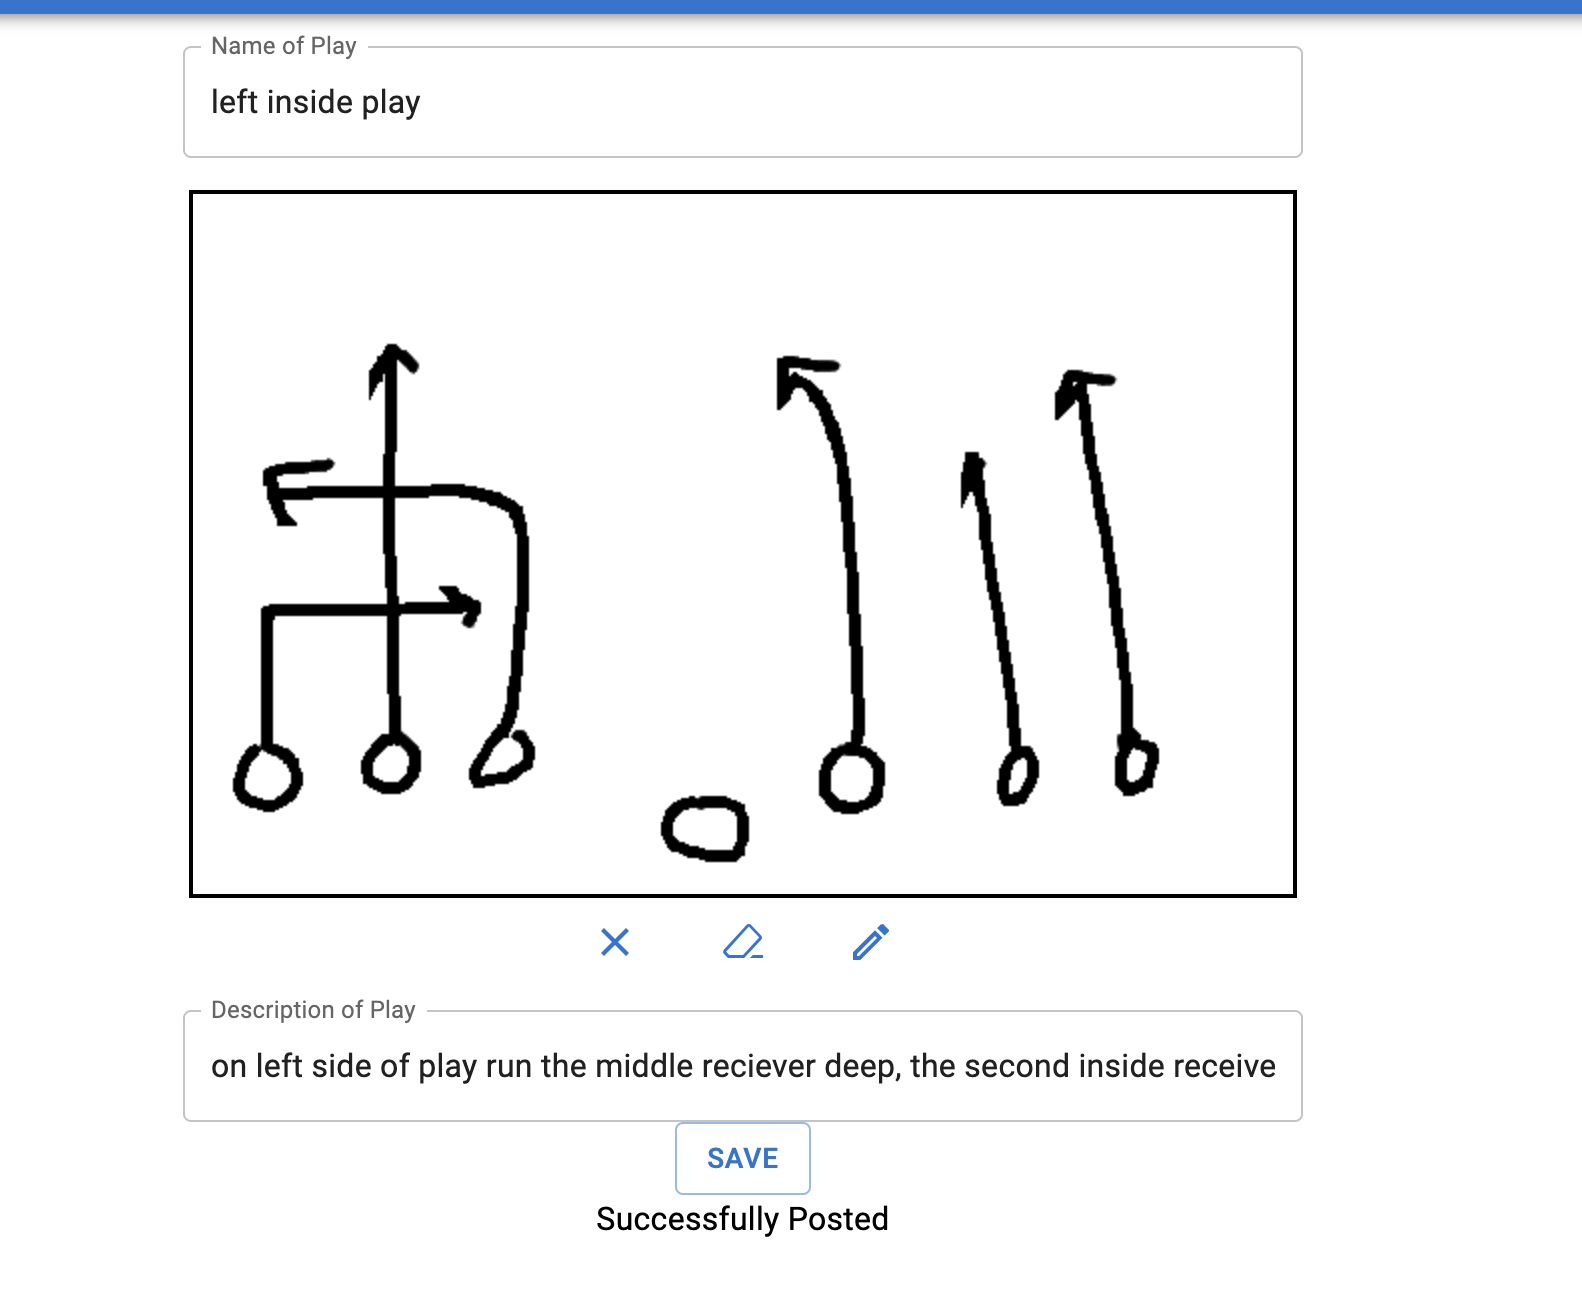 Name of Play
left inside play
Description of Play
on left side of play run the middle reciever deep, the second inside receive
SAVE
Successfully Posted